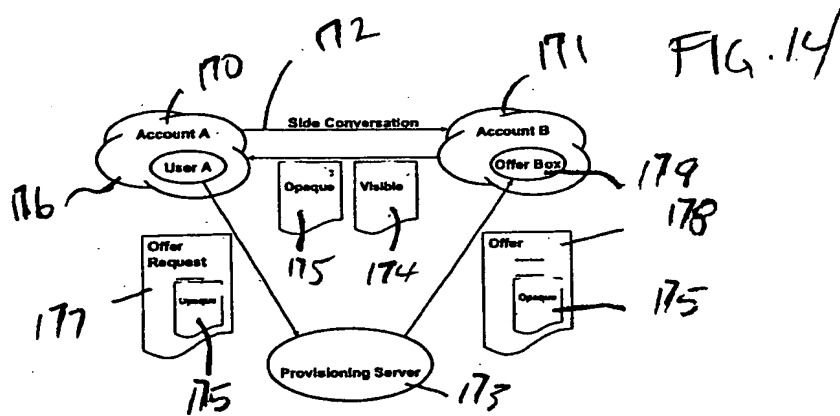 FIG. 14
170
172
171
Side Conversation
Account A
Account B
User A
Offer Box
176
179
Opaque
Visible
178
175
174
Offer
Request
Offer
Opaque
Opaque
177
175
175
Provisioning Server
173